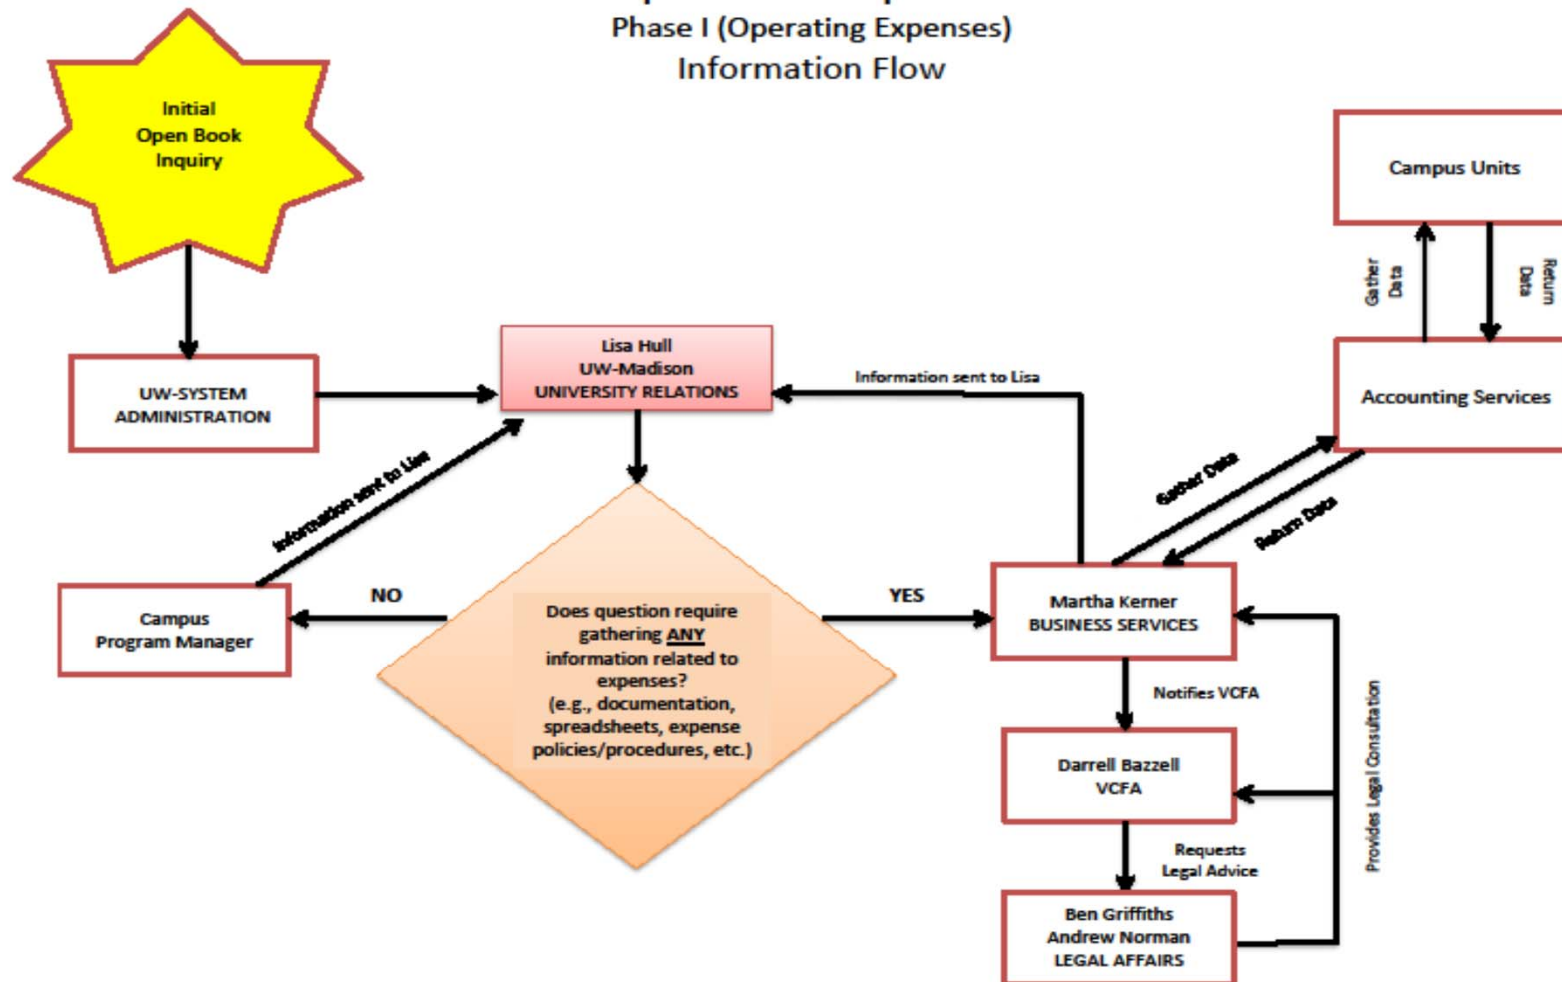 Phase I (Operating Expenses)
Information Flow
Initial
Open Book
Inquiry
Campus Units
Gather
Data
Return
Data
UW-SYSTEM
ADMINISTRATION
Lisa Hull
UW-Madison
UNIVERSITY RELATIONS
Information sent to Lisa
Accounting Services
Information sent to Lisa
Gather Data
Return Data
Campus
Program Manager
NO
Does question require
gathering ANY
information related to
expenses?
(e.g., documentation,
spreadsheets, expense
policies/procedures, etc.)
YES
Martha Kerner
BUSINESS SERVICES
Notifies VCFA
Darrell Bazzell
VCFA
Requests
Legal Advice
Ben Griffiths
Andrew Norman
LEGAL AFFAIRS
Provides Legal Consultation